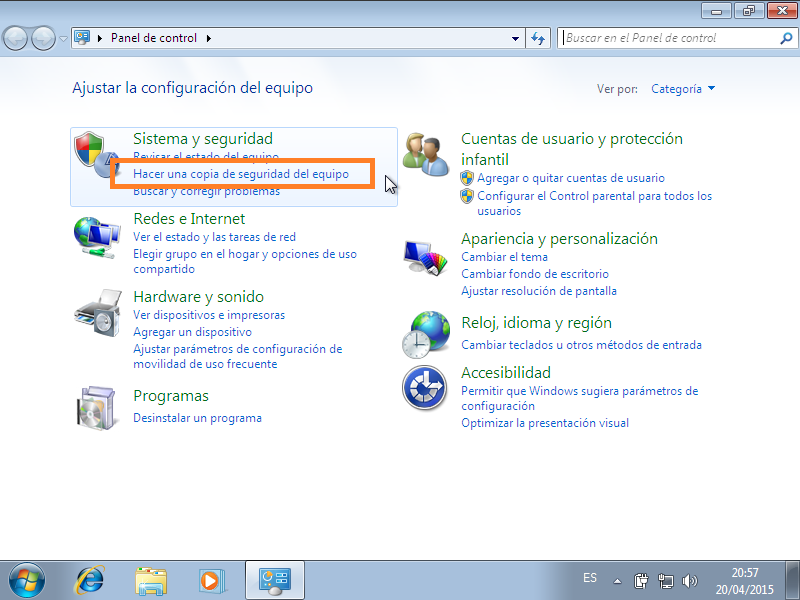 Panel de control
Buscar en el Panel de control
Ajustar la configuración del equipo
Ver por: Categoría
Sistema y seguridad
Revisar el estado del equipo
Hacer una copia de seguridad del equipo
Buscar y corregir problemas
Redes e Internet
Ver el estado y las tareas de red
Elegir grupo en el hogar y opciones de uso
compartido
Hardware y sonido
Ver dispositivos e impresoras
Agregar un dispositivo
Ajustar parámetros de configuración de
movilidad de uso frecuente
Programas
Desinstalar un programa
Cuentas de usuario y protección
infantil
Agregar o quitar cuentas de usuario
Configurar el Control parental para todos los
usuarios
Apariencia y personalización
Cambiar el tema
Cambiar fondo de escritorio
Ajustar resolución de pantalla
Reloj, idioma y región
Cambiar teclados u otros métodos de entrada
Accesibilidad
Permitir que Windows sugiera parámetros de
configuración
Optimizar la presentación visual
ES
20:57
20/04/2015